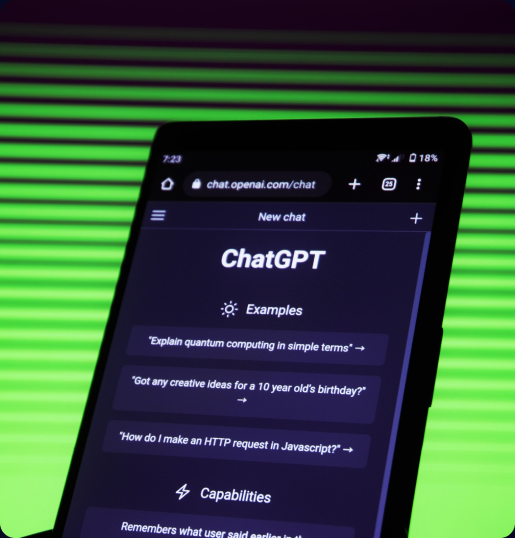 7:23
18%
chat.openai.com/chat
25
New chat
ChatGPT
Examples
"Explain quantum computing in simple terms" →
"Got any creative ideas for a 10 year old's birthday?"
→
"How do I make an HTTP request in Javascript?" →
Capabilities
Remembers what user said earlier in